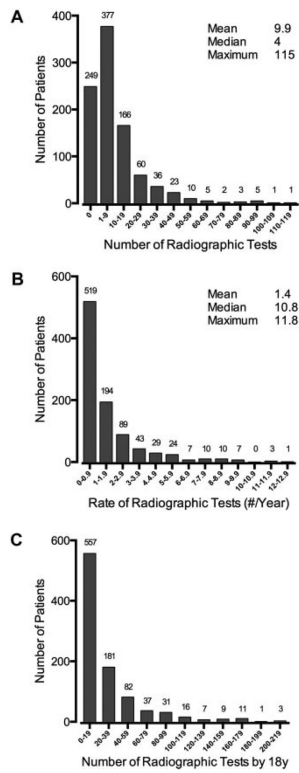 A
Mean 9.9
Median 4
Maximum 115
Number of Patients
400
300
200
100
0
249 377 166 60 36 23 10 5 2 3 5 1 1
0 1-9 10-19 20-29 30-39 40-49 50-59 60-69 70-79 80-89 90-99 100-109 110-119
Number of Radiographic Tests
B
Mean 1.4
Median 10.8
Maximum 11.8
Number of Patients
600
400
200
0
519 194 89 43 29 24 7 10 10 7 0 3 1
0-0.9 1-1.9 2-2.9 3-3.9 4-4.9 5-5.9 6-6.9 7-7.9 8-8.9 9-9.9 10-10.9 11-11.9 12-12.9
Rate of Radiographic Tests (#/Year)
C
Number of Patients
600
400
200
0
557 181 82 37 31 16 7 9 11 1 3
0-19 20-39 40-59 60-79 80-99 100-119 120-139 140-159 160-179 180-199 200-219
Number of Radiographic Tests by 18y